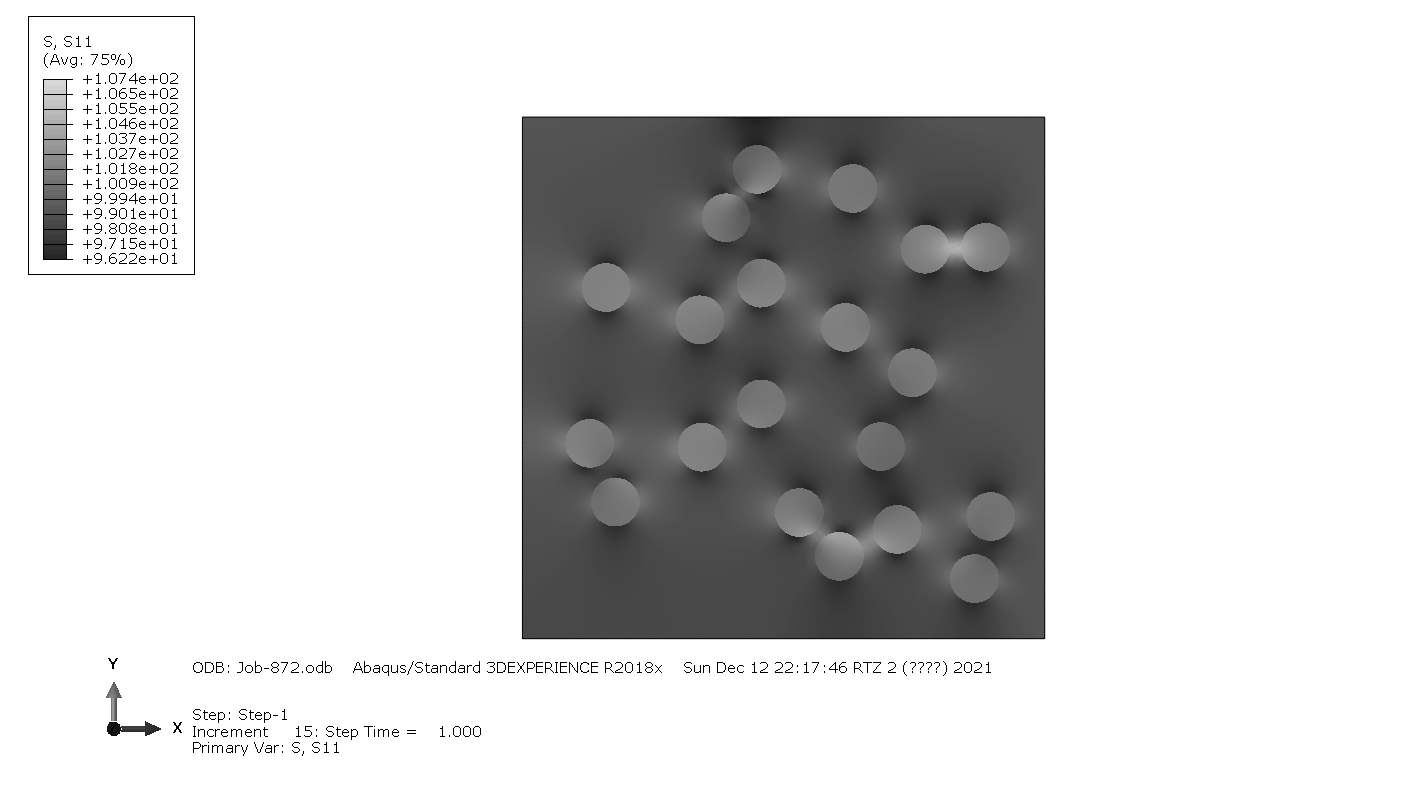 S, S11
(Avg: 75%)
+1.074e+02
+1.065e+02
+1.055e+02
+1.046e+02
+1.037e+02
+1.027e+02
+1.018e+02
+1.009e+02
+9.994e+01
+9.901e+01
+9.808e+01
+9.715e+01
+9.622e+01
Y
X
ODB: Job-872.odb    Abaqus/Standard 3DEXPERIENCE R2018x    Sun Dec 12 22:17:46 RTZ 2 (????) 2021
Step: Step-1
Increment     15: Step Time =    1.000
Primary Var: S, S11